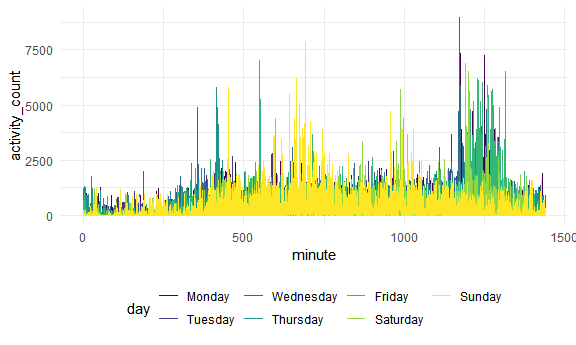 activity_count
7500
5000
2500
0
0 500 1000 1500
minute
day
Monday Wednesday Friday Sunday
Tuesday Thursday Saturday